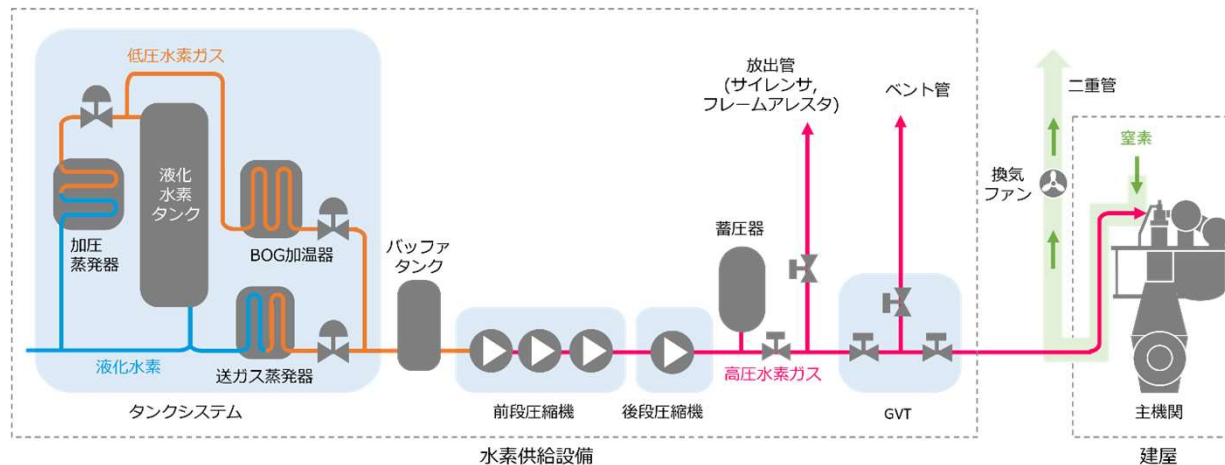 低圧水素ガス
液化
水素
タンク
加圧
蒸発器
BOG加温器
液化水素
送ガス蒸発器
タンクシステム
バッファ
タンク
前段圧縮機
後段圧縮機
蓄圧器
高圧水素ガス
放出管
(サイレンサ,
フレームアレスタ)
ベント管
GVT
水素供給設備
二重管
換気
ファン
窒素
主機関
建屋